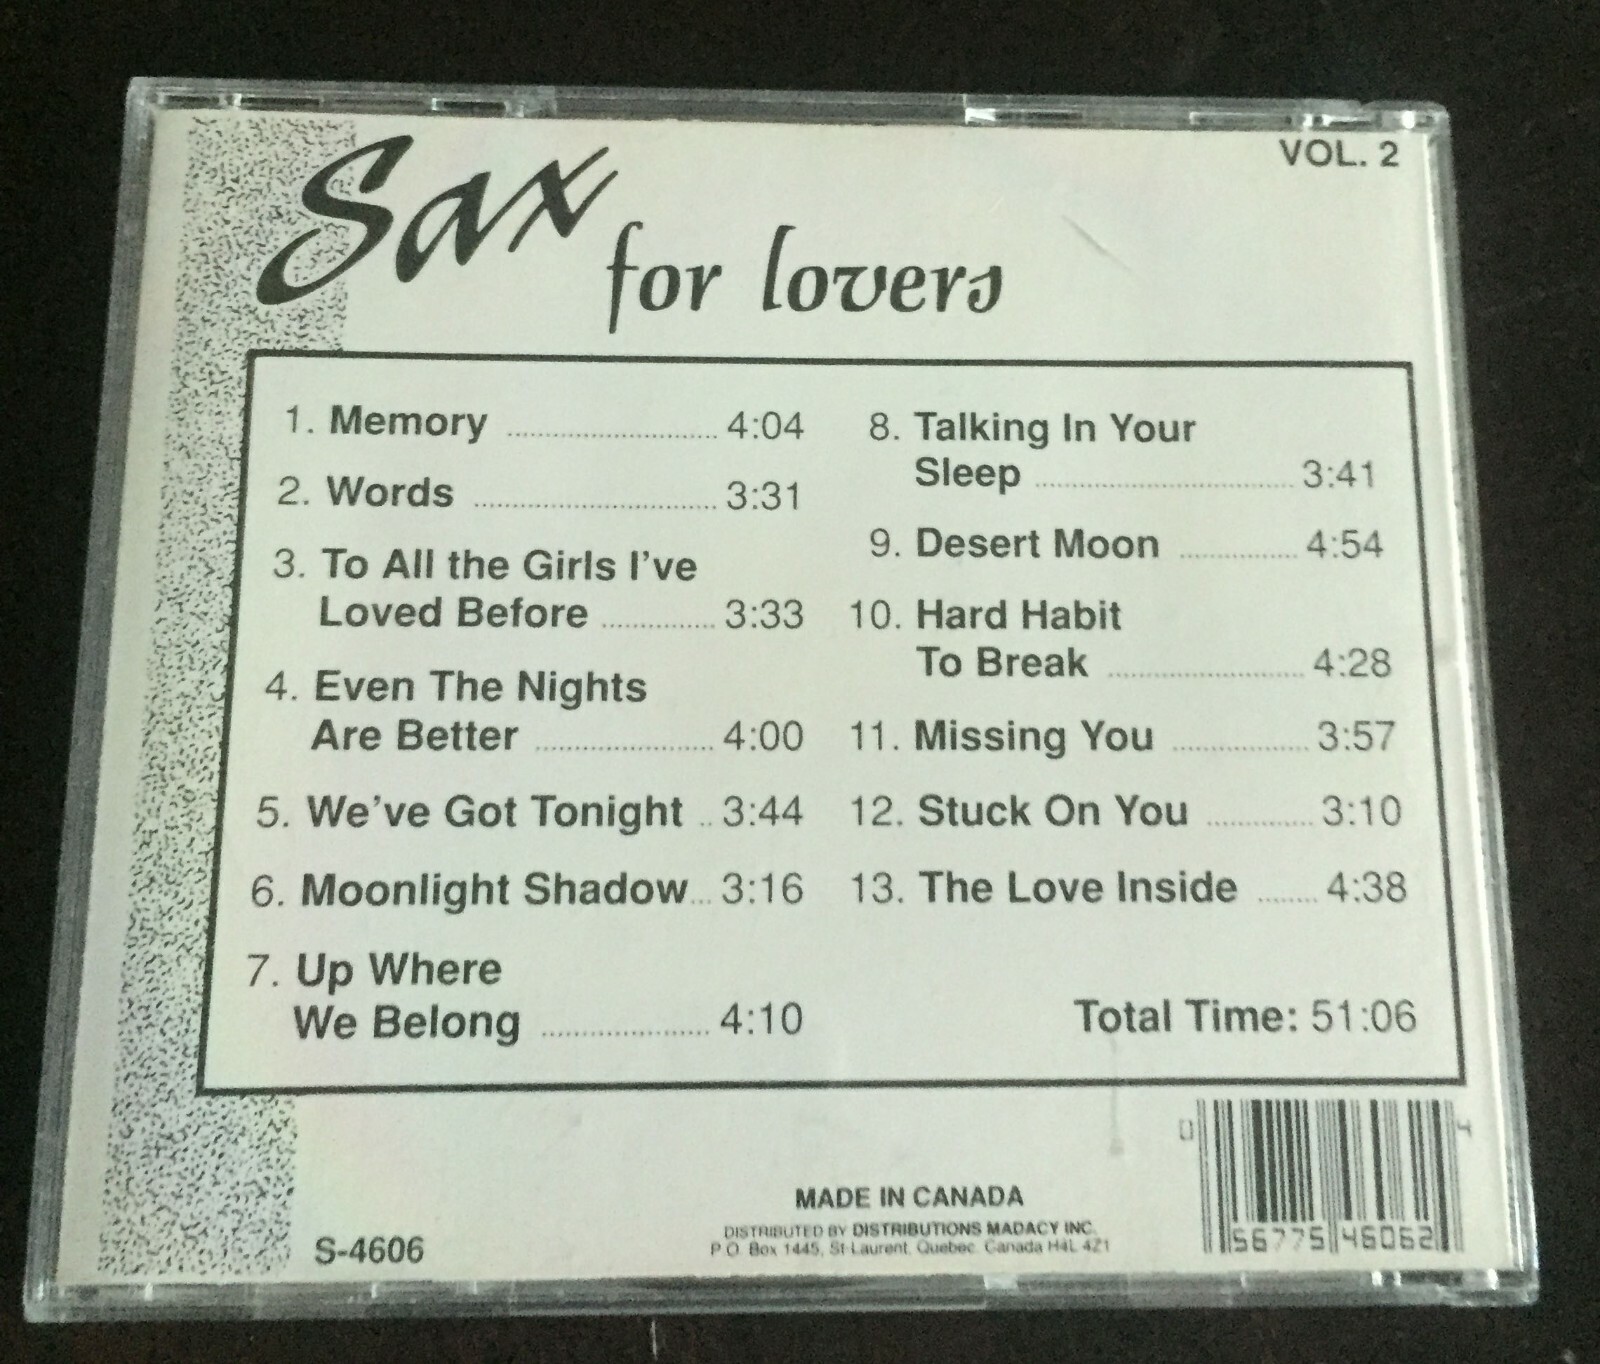 VOL. 2
Sax
for lovers
1. Memory 4:04
2. Words 3:31
3. To All the Girls I've
Loved Before 3:33
4. Even The Nights
Are Better 4:00
5. We've Got Tonight 3:44
6. Moonlight Shadow 3:16
7. Up Where
We Belong 4:10
8. Talking In Your
Sleep 3:41
9. Desert Moon 4:54
10. Hard Habit
To Break 4:28
11. Missing You 3:57
12. Stuck On You 3:10
13. The Love Inside 4:38
Total Time: 51:06
S-4606
MADE IN CANADA
DISTRIBUTED BY DISTRIBUTIONS MADACY INC.
P.O. Box 1445, St-Laurent, Quebec, Canada H4L 4Z1
0 56775 46062 4